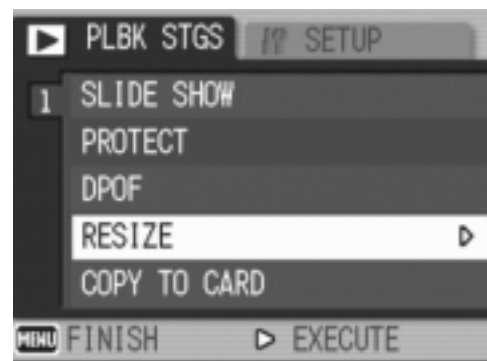 PLBK STGS SETUP
1 SLIDE SHOW
PROTECT
DPOF
RESIZE
COPY TO CARD
MENU FINISH EXECUTE